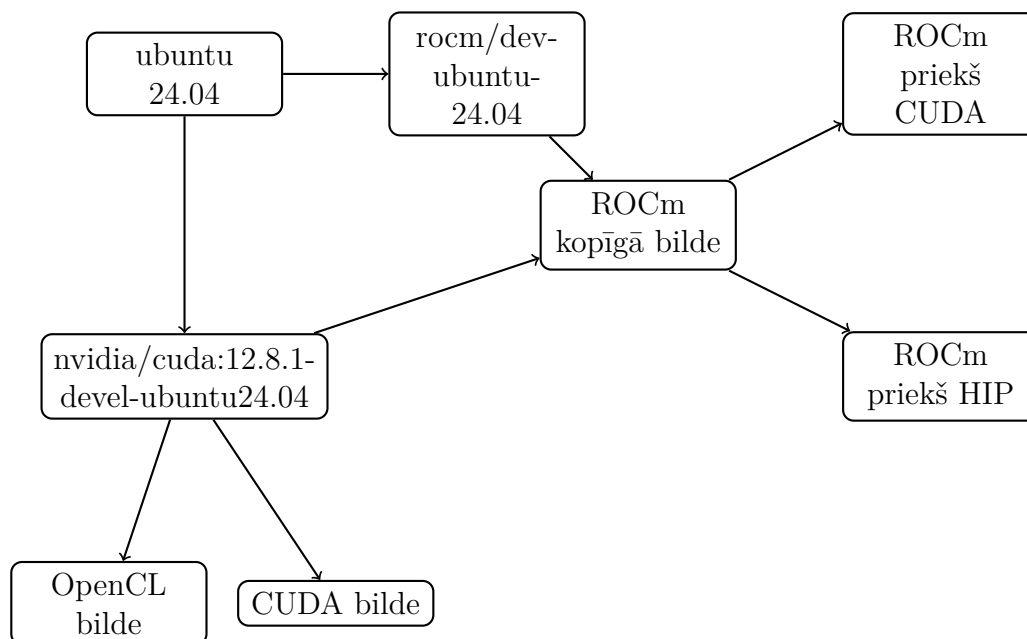 ubuntu
24.04
rocm/dev-
ubuntu-
24.04
ROCm
priekš
CUDA
ROCm
kopīgā bilde
nvidia/cuda:12.8.1-
devel-ubuntu24.04
ROCm
priekš HIP
OpenCL
bilde
CUDA bilde